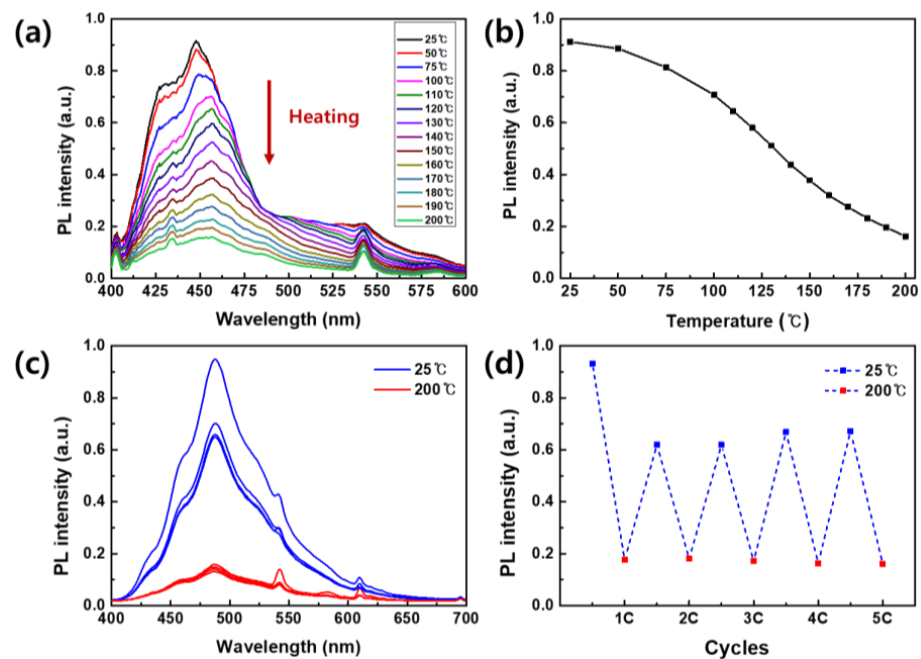 (a)
PL intensity (a.u.)
1.0
0.8
0.6
0.4
0.2
0.0
400 425 450 475 500 550 600
Wavelength (nm)
Heating
25℃
50℃
75℃
100℃
110℃
120℃
130℃
140℃
150℃
160℃
170℃
180℃
190℃
200℃
(b)
PL intensity (a.u.)
1.0
0.8
0.6
0.4
0.2
0.0
25 50 75 100 125 150 175 200
Temperature (℃)
(c)
PL intensity (a.u.)
1.0
0.8
0.6
0.4
0.2
0.0
400 450 500 550 600 650 700
Wavelength (nm)
25℃
200℃
(d)
PL intensity (a.u.)
1.0
0.8
0.6
0.4
0.2
0.0
1C 2C 3C 4C 5C
Cycles
25℃
200℃